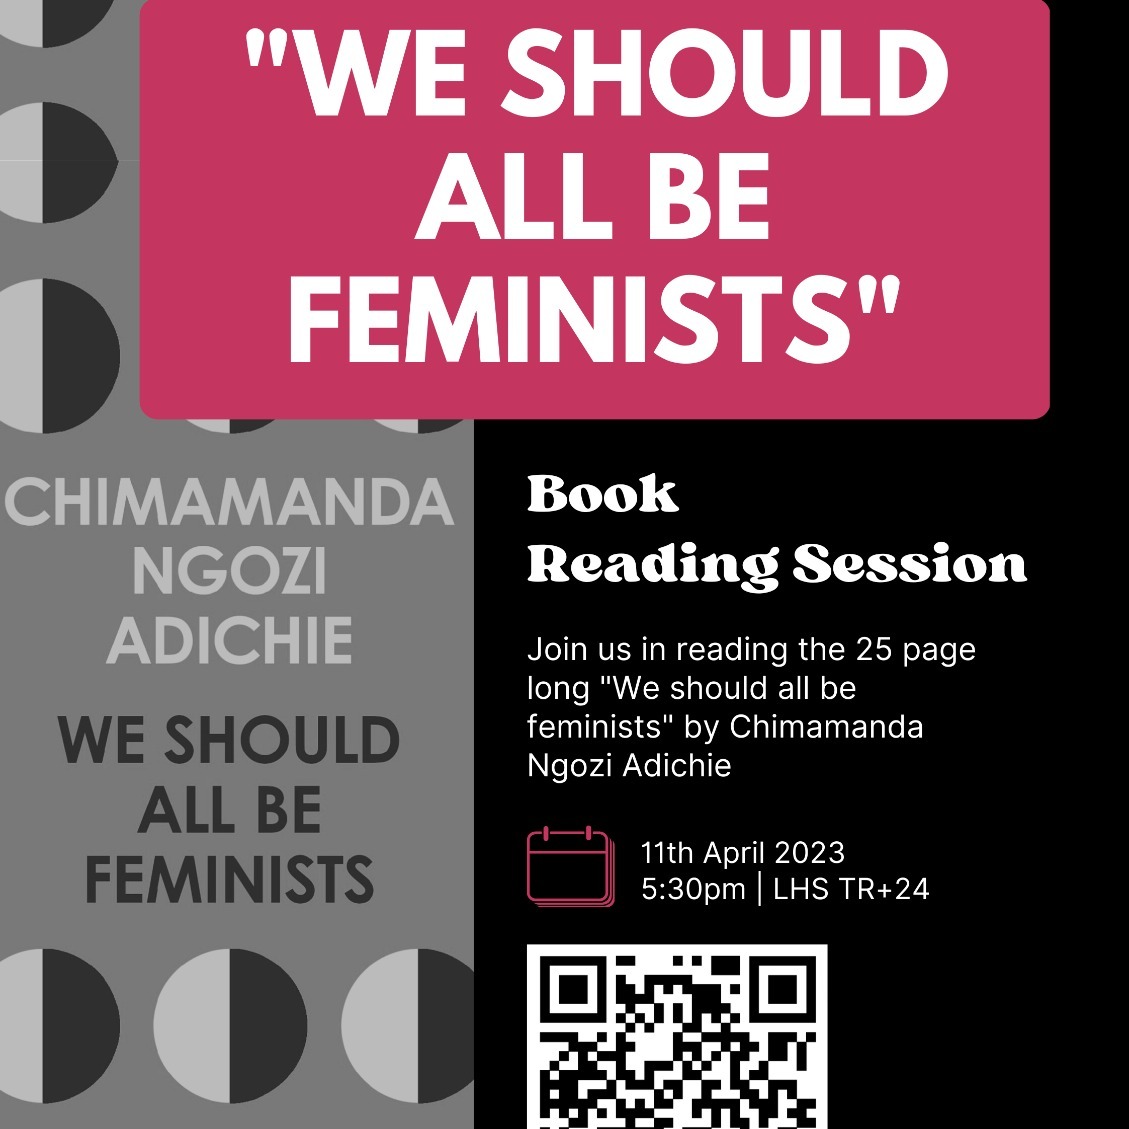 "WE SHOULD
ALL BE
FEMINISTS"
CHIMAMANDA
NGOZI
ADICHIE
WE SHOULD
ALL BE
FEMINISTS
Book
Reading Session
Join us in reading the 25 page
long "We should all be
feminists" by Chimamanda
Ngozi Adichie
11th April 2023
5:30pm | LHS TR+24